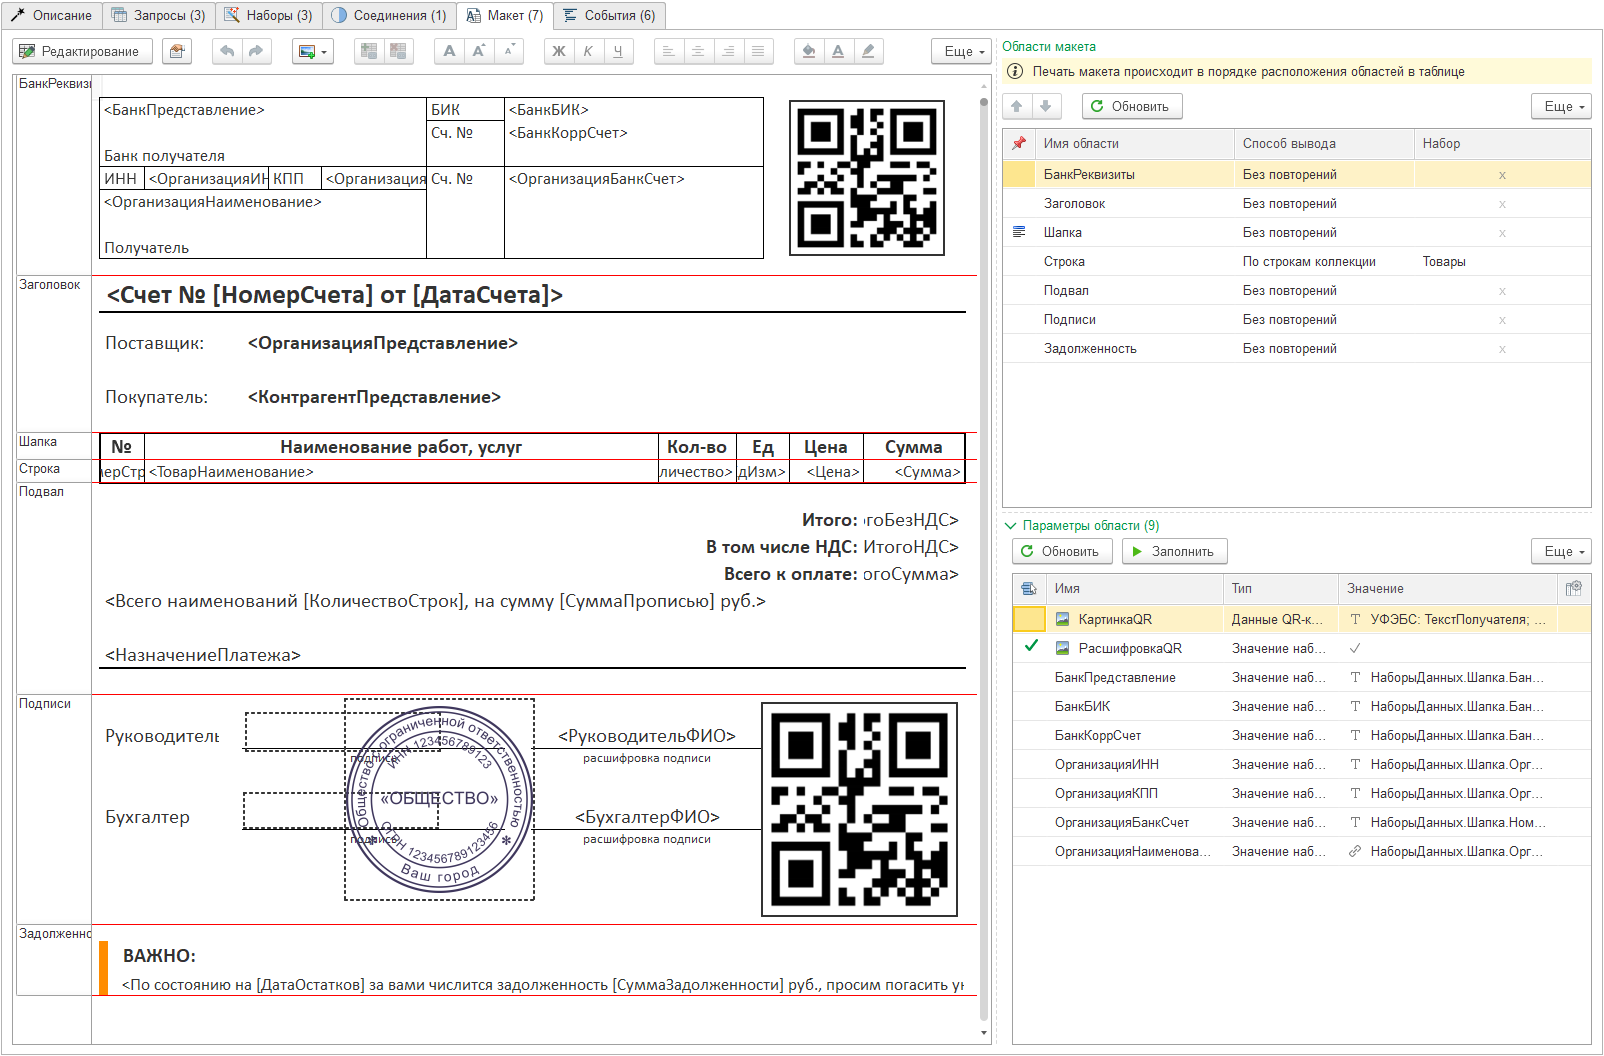 Описание
Запросы (3)
Наборы (3)
Соединения (1)
Макет (7)
События (6)
Редактирование
Ж К Ч
Еще
БанкРеквизи
<БанкПредставление>
БИК
<БанкБИК>
Сч. №
<БанкКоррСчет>
Банк получателя
ИНН
<ОрганизацияИН
КПП
<Организация
Сч. №
<ОрганизацияБанкСчет>
<ОрганизацияНаименование>
Получатель
Заголовок
<Счет № [НомерСчета] от [ДатаСчета]>
Поставщик:
<ОрганизацияПредставление>
Покупатель:
<КонтрагентПредставление>
Шапка
№
Наименование работ, услуг
Кол-во
Ед
Цена
Сумма
Строка
мерСтр
<ТоварНаименование>
личество>
дИзм>
<Цена>
<Сумма>
Подвал
Итого: гоБезНДС>
В том числе НДС: ИтогоНДС>
Всего к оплате: огоСумма>
<Всего наименований [КоличествоСтрок], на сумму [СуммаПрописью] руб.>
<НазначениеПлатежа>
Подписи
Руководитель
<РуководительФИО>
подпись
расшифровка подписи
Бухгалтер
<БухгалтерФИО>
подпись
расшифровка подписи
Общество с ограниченной ответственностью
ИНН 123456789123
«ОБЩЕСТВО»
ОГРН 123456789123456
Ваш город
Задолженно
ВАЖНО:
<По состоянию на [ДатаОстатков] за вами числится задолженность [СуммаЗадолженности] руб., просим погасить ук
Области макета
Печать макета происходит в порядке расположения областей в таблице
Обновить
Еще
Имя области
Способ вывода
Набор
БанкРеквизиты
Без повторений
x
Заголовок
Без повторений
x
Шапка
Без повторений
x
Строка
По строкам коллекции
Товары
Подвал
Без повторений
x
Подписи
Без повторений
x
Задолженность
Без повторений
x
Параметры области (9)
Обновить
Заполнить
Еще
Имя
Тип
Значение
КартинкаQR
Данные QR-к...
T УФЭБС: ТекстПолучателя; ...
РасшифровкаQR
Значение наб...
БанкПредставление
Значение наб...
T НаборыДанных.Шапка.Бан...
БанкБИК
Значение наб...
T НаборыДанных.Шапка.Бан...
БанкКоррСчет
Значение наб...
T НаборыДанных.Шапка.Бан...
ОрганизацияИНН
Значение наб...
T НаборыДанных.Шапка.Орг...
ОрганизацияКПП
Значение наб...
T НаборыДанных.Шапка.Орг...
ОрганизацияБанкСчет
Значение наб...
T НаборыДанных.Шапка.Ном...
ОрганизацияНаименова...
Значение наб...
НаборыДанных.Шапка.Орг...